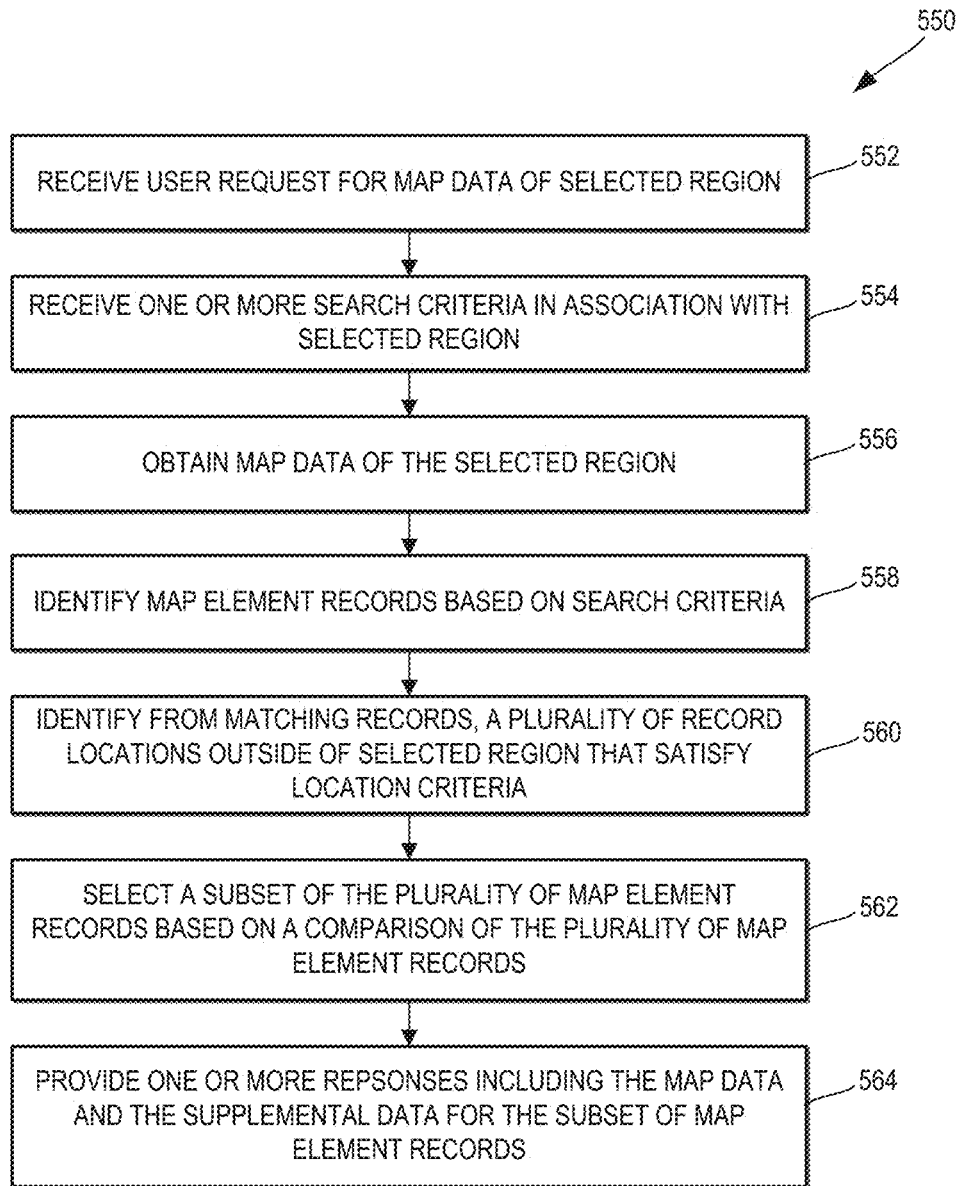 550
RECEIVE USER REQUEST FOR MAP DATA OF SELECTED REGION
552
RECEIVE ONE OR MORE SEARCH CRITERIA IN ASSOCIATION WITH
SELECTED REGION
554
OBTAIN MAP DATA OF THE SELECTED REGION
556
IDENTIFY MAP ELEMENT RECORDS BASED ON SEARCH CRITERIA
558
IDENTIFY FROM MATCHING RECORDS, A PLURALITY OF RECORD
LOCATIONS OUTSIDE OF SELECTED REGION THAT SATISFY
LOCATION CRITERIA
560
SELECT A SUBSET OF THE PLURALITY OF MAP ELEMENT
RECORDS BASED ON A COMPARISON OF THE PLURALITY OF MAP
ELEMENT RECORDS
562
PROVIDE ONE OR MORE REPSONSES INCLUDING THE MAP DATA
AND THE SUPPLEMENTAL DATA FOR THE SUBSET OF MAP
ELEMENT RECORDS
564